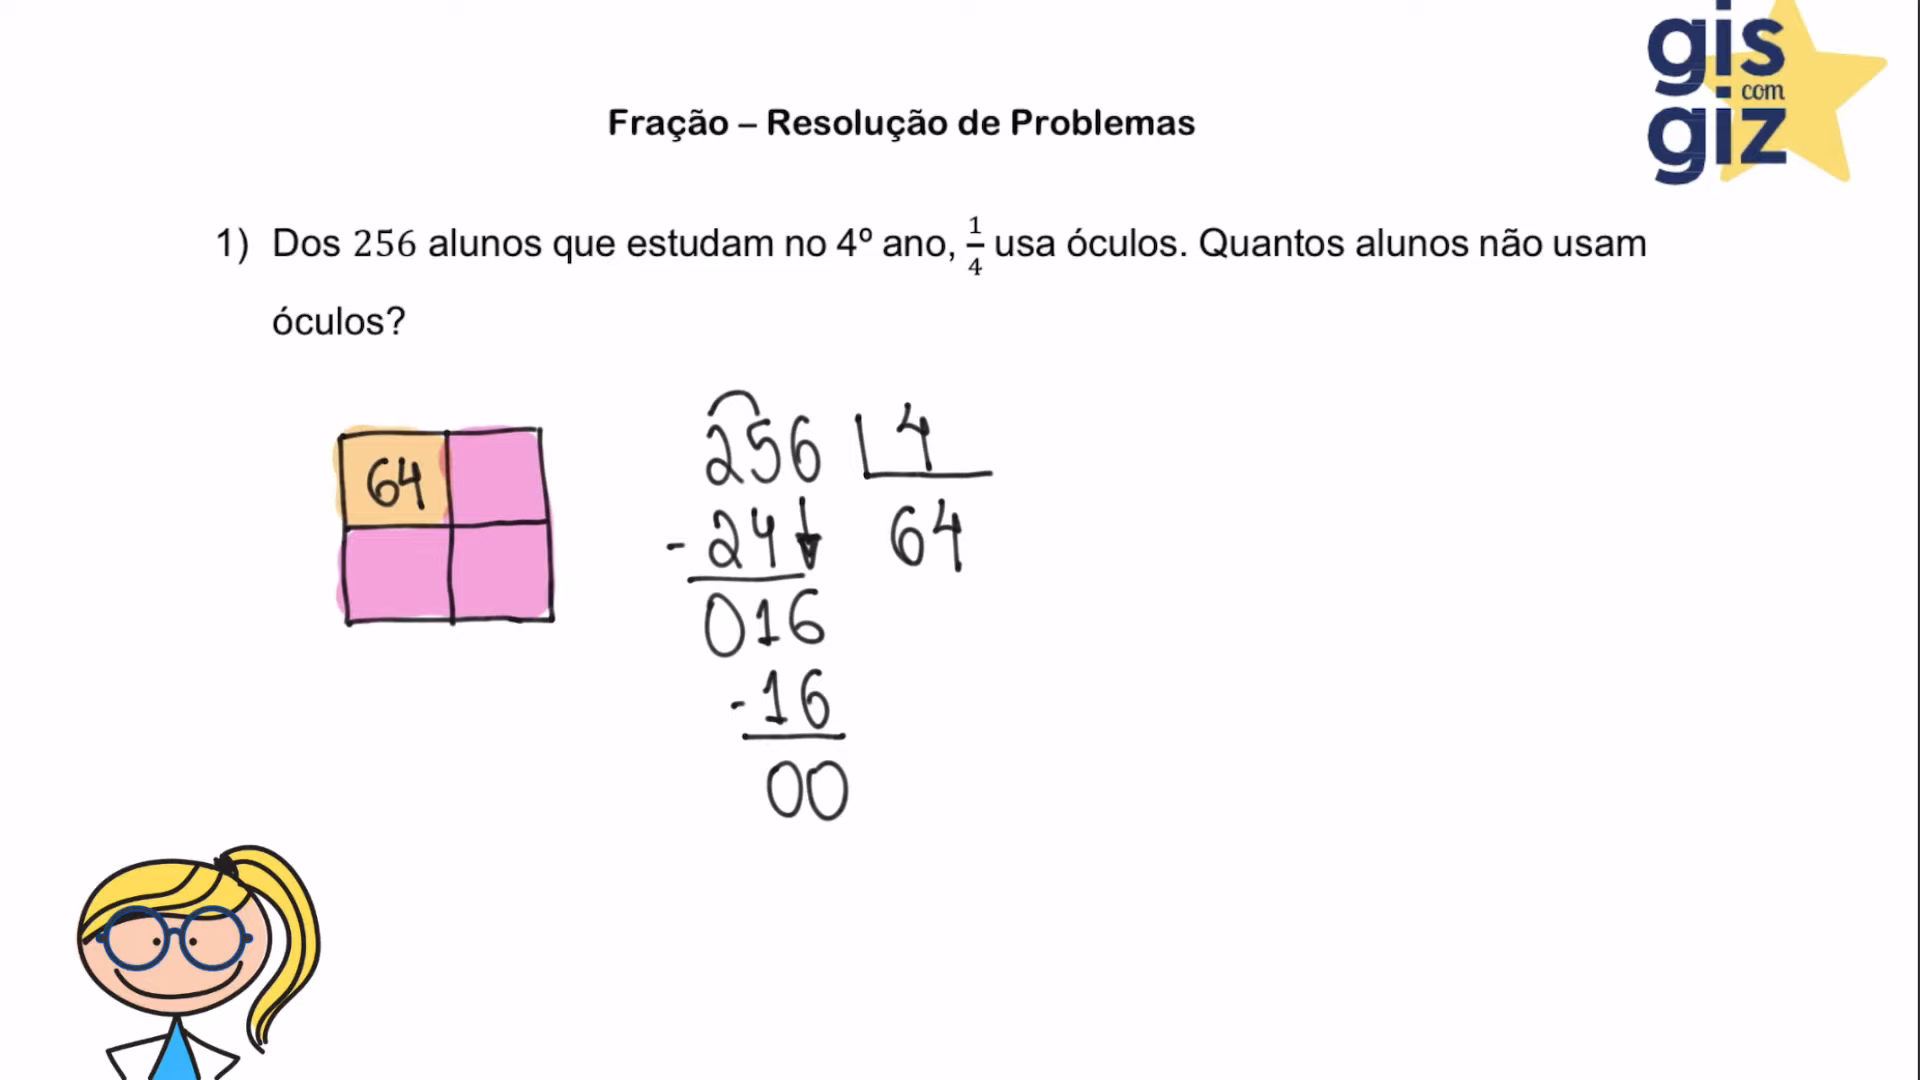 gis
com
giz
Fração – Resolução de Problemas
1) Dos 256 alunos que estudam no 4º ano, 1/4 usa óculos. Quantos alunos não usam
óculos?
64
256 4
- 24 64
016
- 16
00